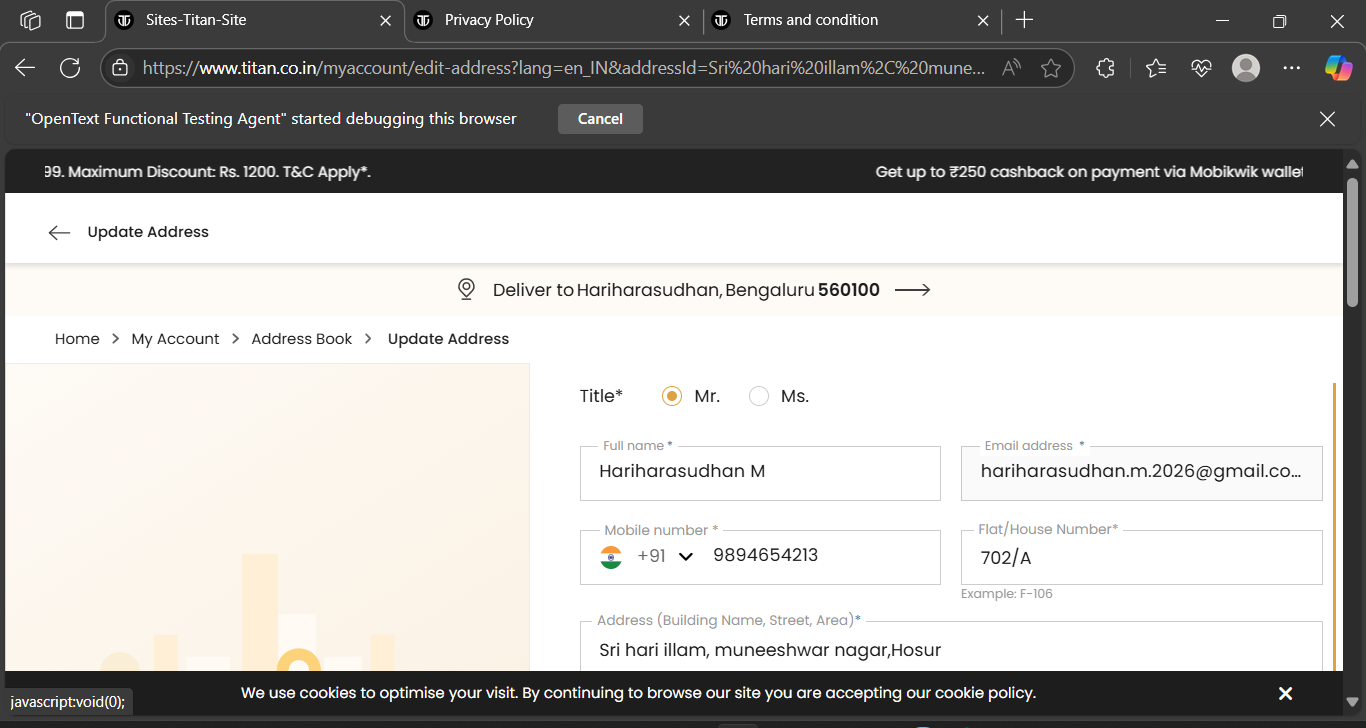 Sites-Titan-Site
Privacy Policy
Terms and condition
https://www.titan.co.in/myaccount/edit-address?lang=en_IN&addressId=Sri%20hari%20illam%2C%20mune...
"OpenText Functional Testing Agent" started debugging this browser
Cancel
99. Maximum Discount: Rs. 1200. T&C Apply*.
Get up to ₹250 cashback on payment via Mobikwik wallet
Update Address
Deliver to Hariharasudhan, Bengaluru 560100
Home > My Account > Address Book > Update Address
Title* Mr. Ms.
Full name *
Hariharasudhan M
Email address *
hariharasudhan.m.2026@gmail.co...
Mobile number *
+91 9894654213
Flat/House Number*
702/A
Example: F-106
Address (Building Name, Street, Area)*
Sri hari illam, muneeshwar nagar,Hosur
We use cookies to optimise your visit. By continuing to browse our site you are accepting our cookie policy.
javascript:void(0);